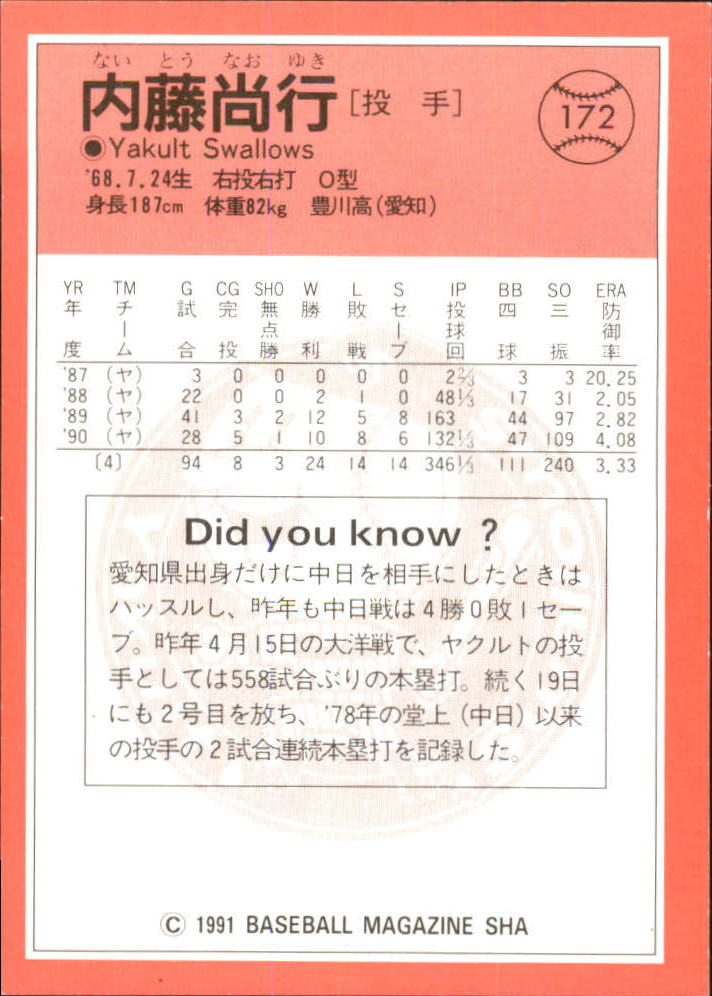 ない とう なお ゆき
内藤尚行[投 手]
172
●Yakult Swallows
'68.7.24生 右投右打 O型
身長187cm 体重82kg 豊川高(愛知)
YR TM G CG SHO W L S IP BB SO ERA
年度 チーム 試合 完投 無点勝 勝利 敗戦 セーブ 投球回 四球 三振 防御率
'87 (ヤ) 3 0 0 0 0 0 2⅔ 3 3 20.25
'88 (ヤ) 22 0 0 2 1 0 48⅓ 17 31 2.05
'89 (ヤ) 41 3 2 12 5 8 163 44 97 2.82
'90 (ヤ) 28 5 1 10 8 6 132⅓ 47 109 4.08
〔4〕 94 8 3 24 14 14 346⅓ 111 240 3.33
Did you know ?
愛知県出身だけに中日を相手にしたときは
ハッスルし、昨年も中日戦は4勝0敗1セー
ブ。昨年4月15日の大洋戦で、ヤクルトの投
手としては558試合ぶりの本塁打。続く19日
にも2号目を放ち、'78年の堂上(中日)以来
の投手の2試合連続本塁打を記録した。
© 1991 BASEBALL MAGAZINE SHA